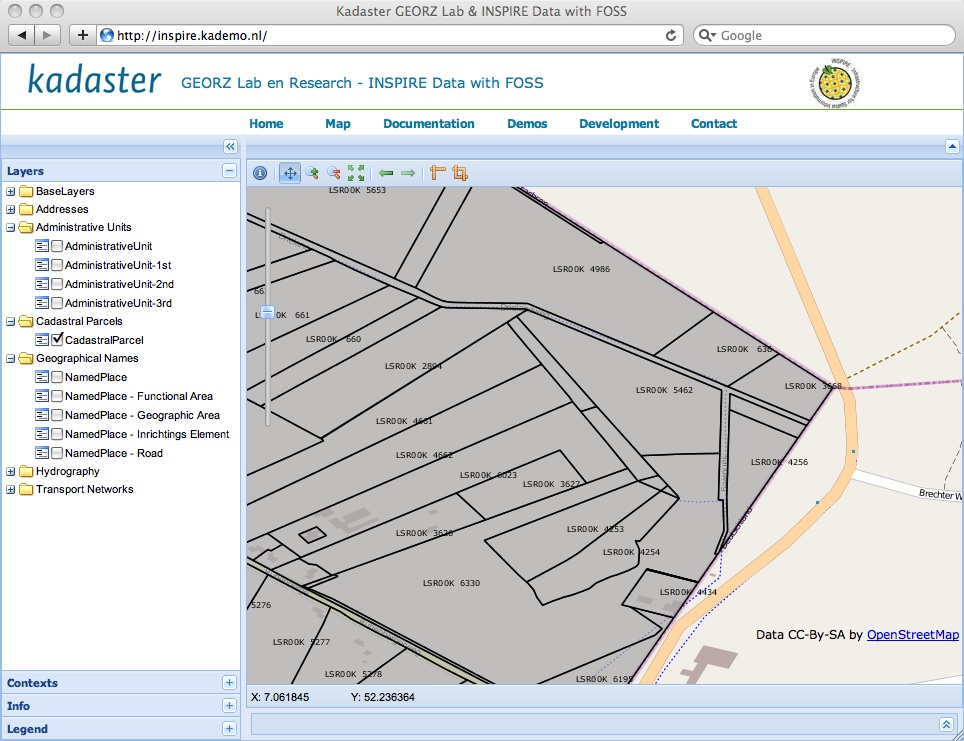 Kadaster GEORZ Lab & INSPIRE Data with FOSS
http://inspire.kademo.nl/
Google
kadaster
GEORZ Lab en Research - INSPIRE Data with FOSS
Home Map Documentation Demos Development Contact
Layers
BaseLayers
Addresses
Administrative Units
AdministrativeUnit
AdministrativeUnit-1st
AdministrativeUnit-2nd
AdministrativeUnit-3rd
Cadastral Parcels
CadastralParcel
Geographical Names
NamedPlace
NamedPlace - Functional Area
NamedPlace - Geographic Area
NamedPlace - Inrichtings Element
NamedPlace - Road
Hydrography
Transport Networks
Contexts
Info
Legend
LSR00K 5653
LSR00K 4986
661
LSR00K 660
LSR00K 636
LSR00K 2894
LSR00K 3668
LSR00K 5462
LSR00K 4661
LSR00K 4662
LSR00K 4256
LSR00K 6023
LSR00K 3627
Brechter W
LSR00K 3626
LSR00K 4253
LSR00K 4254
LSR00K 6330
LSR00K 4434
5276
LSR00K 5277
LSR00K 5278
LSR00K 6195
Data CC-By-SA by OpenStreetMap
X: 7.061845 Y: 52.236364